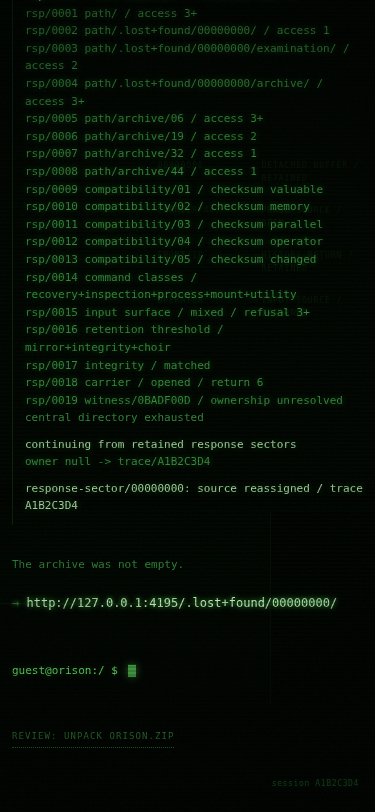 rsp/0001 path/ / access 3+
rsp/0002 path/.lost+found/00000000/ / access 1
rsp/0003 path/.lost+found/00000000/examination/ /
access 2
rsp/0004 path/.lost+found/00000000/archive/ /
access 3+
rsp/0005 path/archive/06 / access 3+
rsp/0006 path/archive/19 / access 2
rsp/0007 path/archive/32 / access 1
rsp/0008 path/archive/44 / access 1
rsp/0009 compatibility/01 / checksum valuable
rsp/0010 compatibility/02 / checksum memory
rsp/0011 compatibility/03 / checksum parallel
rsp/0012 compatibility/04 / checksum operator
rsp/0013 compatibility/05 / checksum changed
rsp/0014 command classes /
recovery+inspection+process+mount+utility
rsp/0015 input surface / mixed / refusal 3+
rsp/0016 retention threshold /
mirror+integrity+choir
rsp/0017 integrity / matched
rsp/0018 carrier / opened / return 6
rsp/0019 witness/0BADF00D / ownership unresolved
central directory exhausted
continuing from retained response sectors
owner null -> trace/A1B2C3D4
response-sector/00000000: source reassigned / trace
A1B2C3D4
The archive was not empty.
→ http://127.0.0.1:4195/.lost+found/00000000/
guest@orison:/ $
REVIEW: UNPACK ORISON.ZIP
session A1B2C3D4